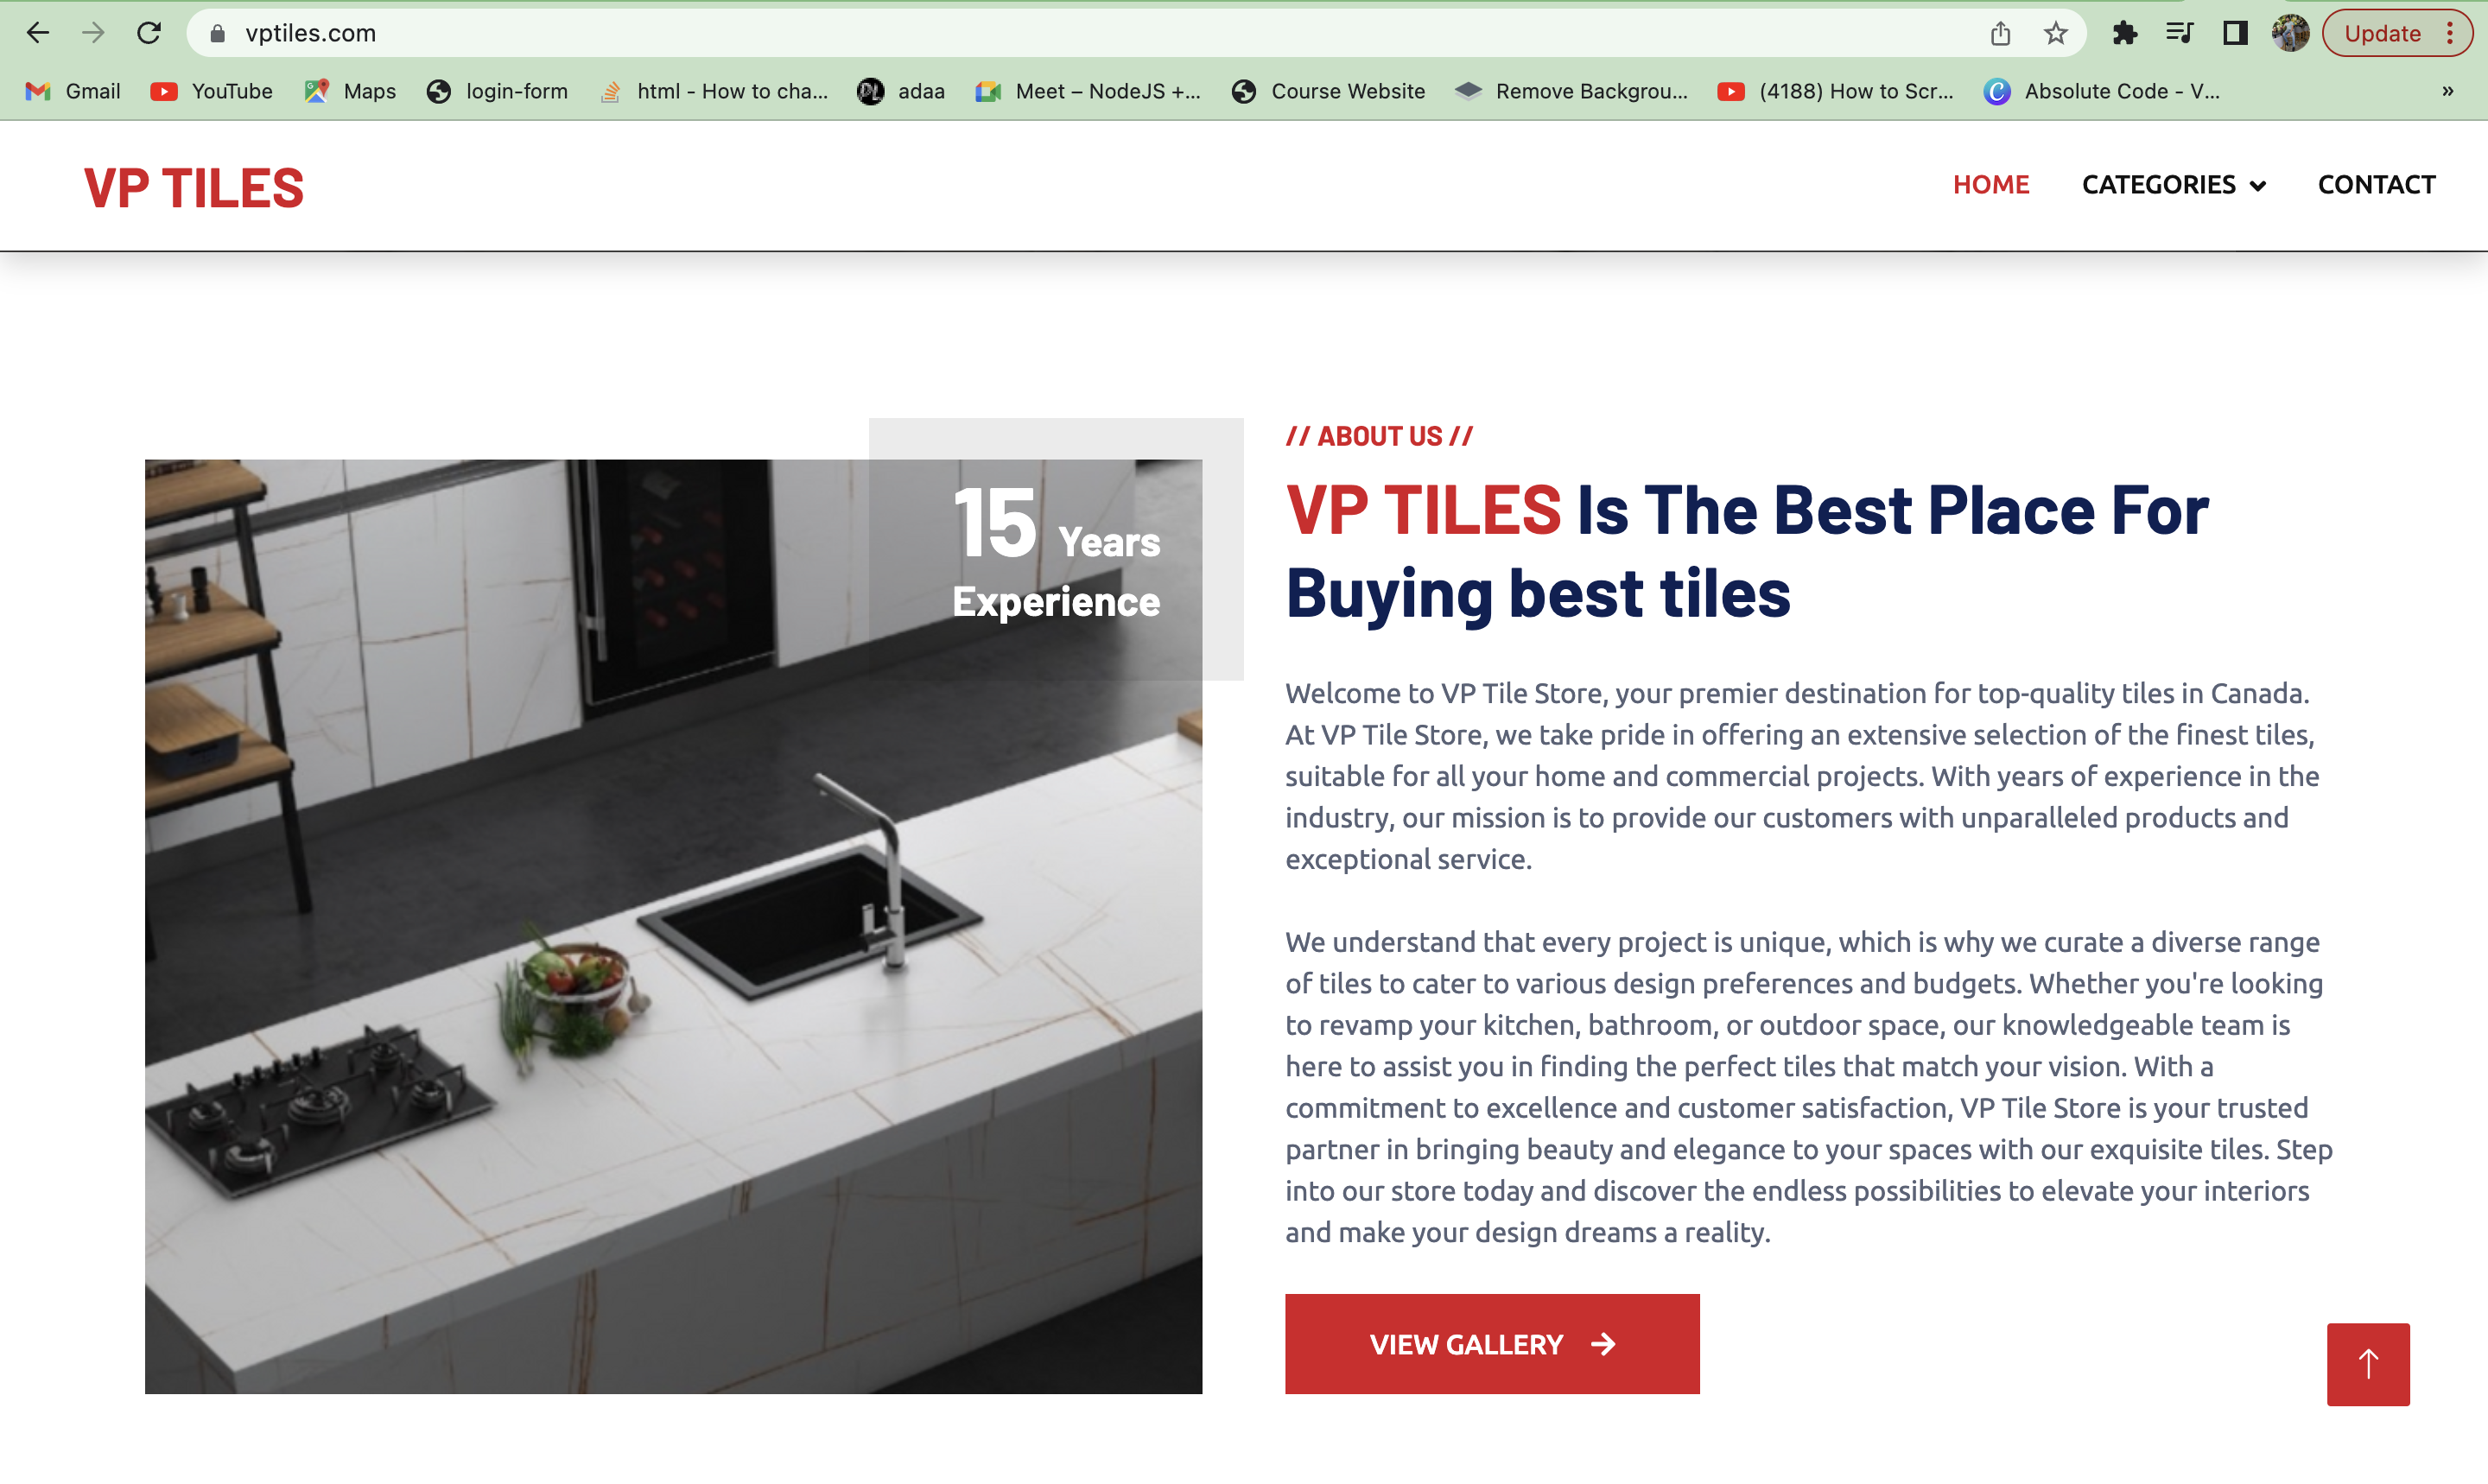 vptiles.com
Update
Gmail
YouTube
Maps
login-form
html - How to cha...
adaa
Meet – NodeJS +...
Course Website
Remove Backgrou...
(4188) How to Scr...
Absolute Code - V...
»
VP TILES
HOME
CATEGORIES
CONTACT
15 Years
Experience
// ABOUT US //
VP TILES Is The Best Place For
Buying best tiles
Welcome to VP Tile Store, your premier destination for top-quality tiles in Canada.
At VP Tile Store, we take pride in offering an extensive selection of the finest tiles,
suitable for all your home and commercial projects. With years of experience in the
industry, our mission is to provide our customers with unparalleled products and
exceptional service.
We understand that every project is unique, which is why we curate a diverse range
of tiles to cater to various design preferences and budgets. Whether you're looking
to revamp your kitchen, bathroom, or outdoor space, our knowledgeable team is
here to assist you in finding the perfect tiles that match your vision. With a
commitment to excellence and customer satisfaction, VP Tile Store is your trusted
partner in bringing beauty and elegance to your spaces with our exquisite tiles. Step
into our store today and discover the endless possibilities to elevate your interiors
and make your design dreams a reality.
VIEW GALLERY